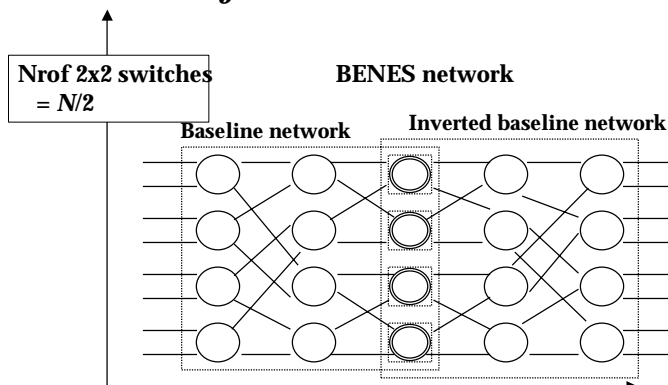 Nrof 2x2 switches
= N/2
BENES network
Baseline network
Inverted baseline network